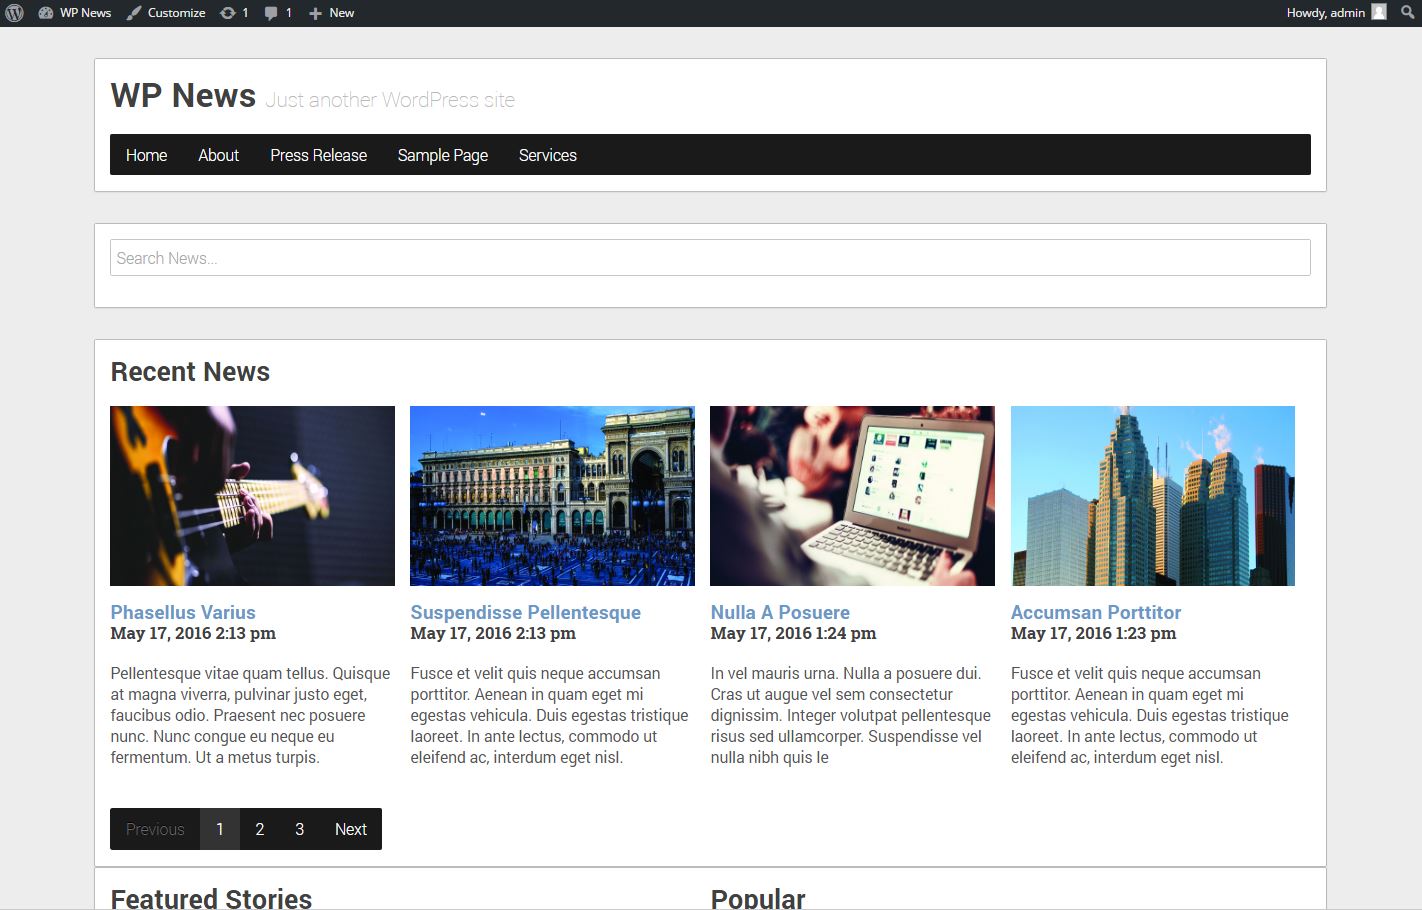 WP News Customize 1 1 New Howdy, admin
WP News Just another WordPress site
Home About Press Release Sample Page Services
Search News...
Recent News
Phasellus Varius
May 17, 2016 2:13 pm
Pellentesque vitae quam tellus. Quisque
at magna viverra, pulvinar justo eget,
faucibus odio. Praesent nec posuere
nunc. Nunc congue eu neque eu
fermentum. Ut a metus turpis.
Suspendisse Pellentesque
May 17, 2016 2:13 pm
Fusce et velit quis neque accumsan
porttitor. Aenean in quam eget mi
egestas vehicula. Duis egestas tristique
laoreet. In ante lectus, commodo ut
eleifend ac, interdum eget nisl.
Nulla A Posuere
May 17, 2016 1:24 pm
In vel mauris urna. Nulla a posuere dui.
Cras ut augue vel sem consectetur
dignissim. Integer volutpat pellentesque
risus sed ullamcorper. Suspendisse vel
nulla nibh quis le
Accumsan Porttitor
May 17, 2016 1:23 pm
Fusce et velit quis neque accumsan
porttitor. Aenean in quam eget mi
egestas vehicula. Duis egestas tristique
laoreet. In ante lectus, commodo ut
eleifend ac, interdum eget nisl.
Previous 1 2 3 Next
Featured Stories
Popular